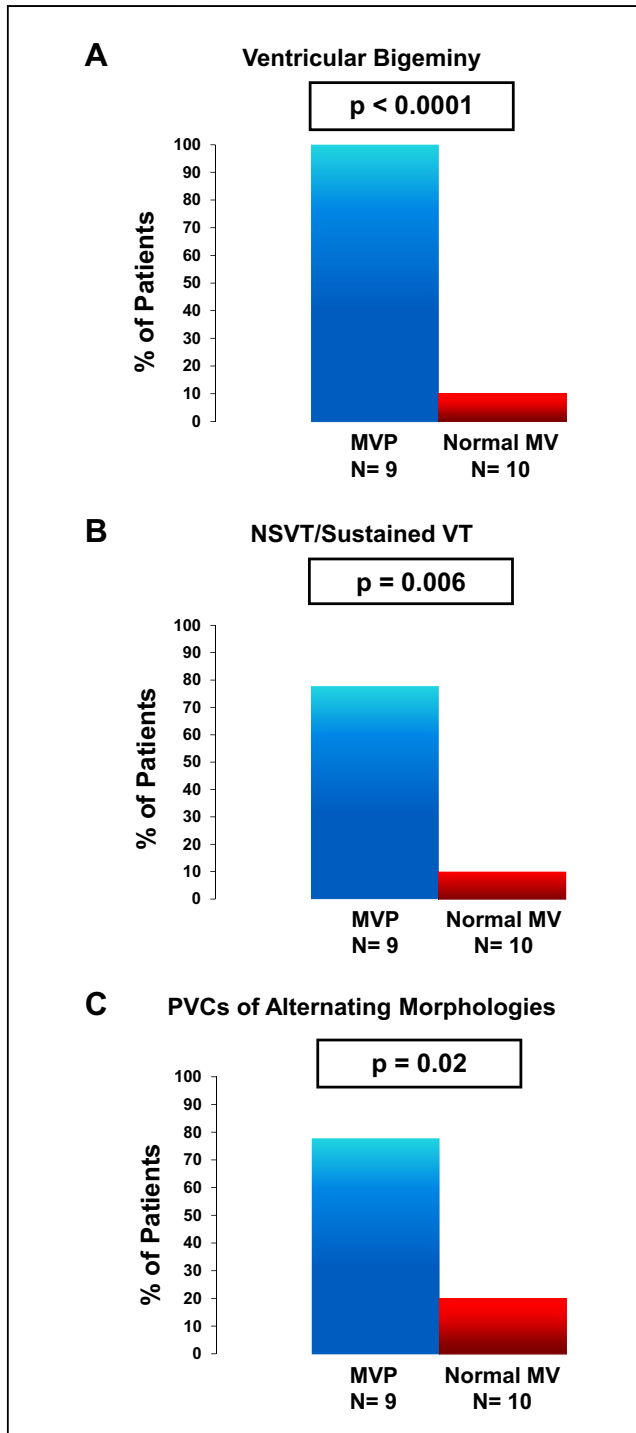 A
Ventricular Bigeminy
p < 0.0001
100
90
80
70
60
50
40
30
20
10
0
% of Patients
MVP
N= 9
Normal MV
N= 10
B
NSVT/Sustained VT
p = 0.006
100
90
80
70
60
50
40
30
20
10
0
% of Patients
MVP
N= 9
Normal MV
N= 10
C
PVCs of Alternating Morphologies
p = 0.02
100
90
80
70
60
50
40
30
20
10
0
% of Patients
MVP
N= 9
Normal MV
N= 10